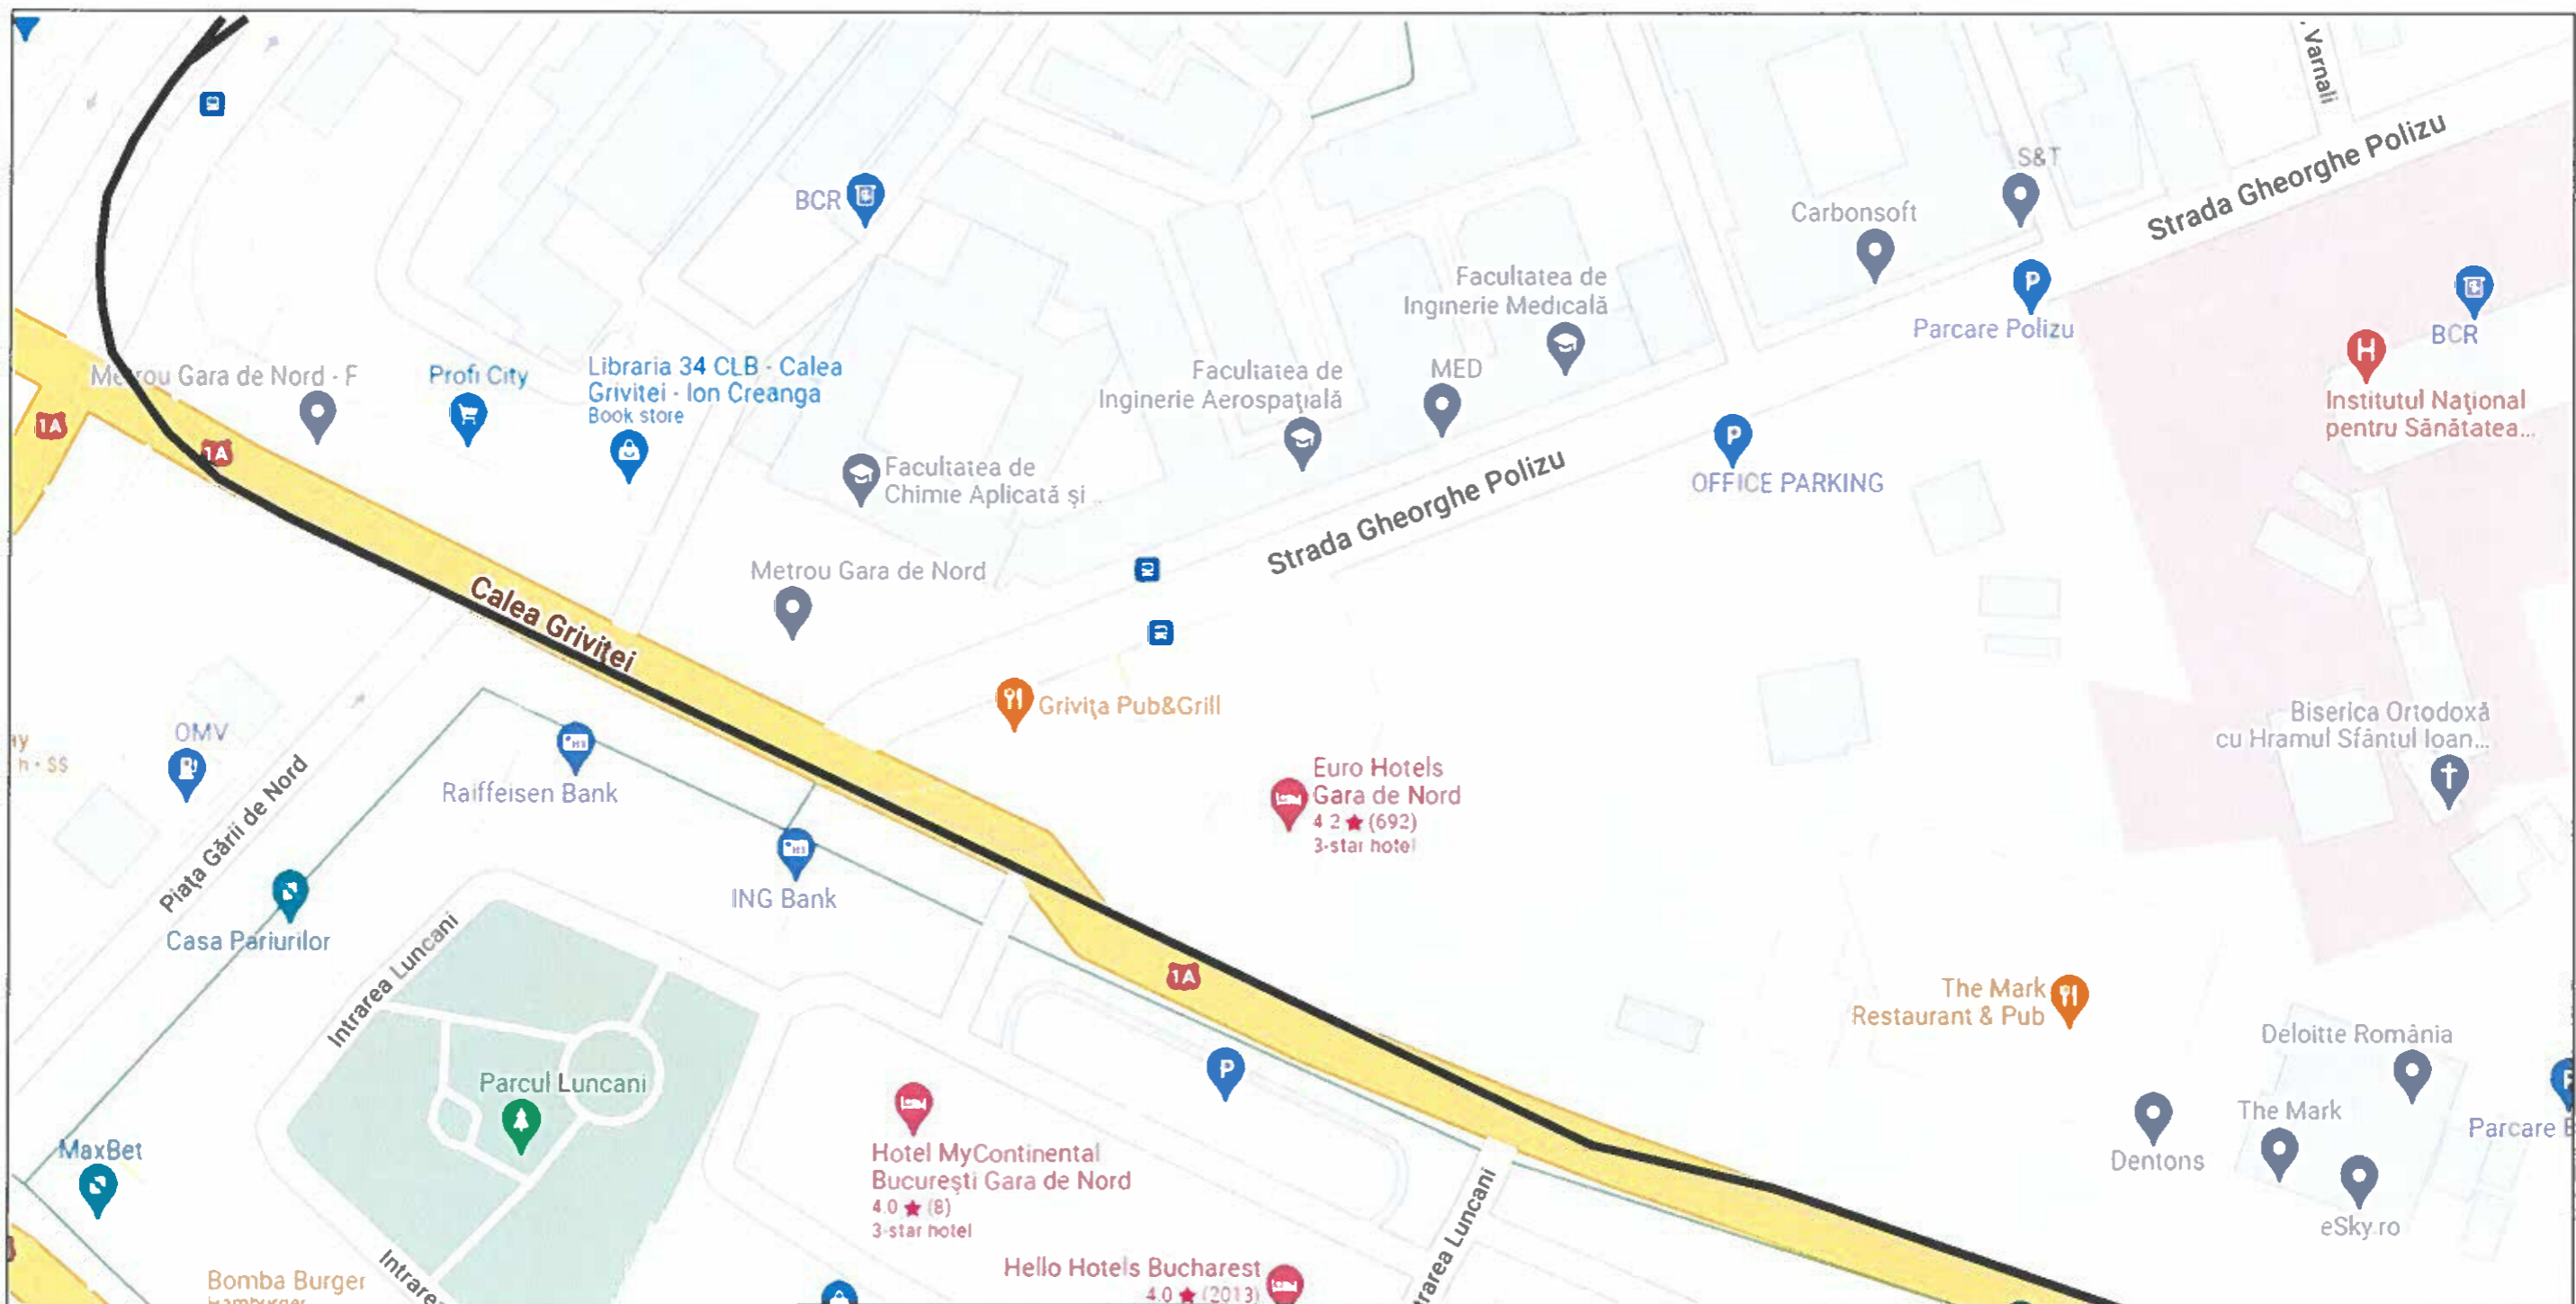 Varnali
Strada Gheorghe Polizu
S&T
Carbonsoft
BCR
Facultatea de
Inginerie Medicală
Parcare Polizu
BCR
Institutul Național
pentru Sănătatea...
Metrou Gara de Nord - F
Profi City
Libraria 34 CLB - Calea
Griviței - Ion Creanga
Book store
Facultatea de
Inginerie Aerospațială
MED
1A
1A
Facultatea de
Chimie Aplicată și ..
Strada Gheorghe Polizu
OFFICE PARKING
Metrou Gara de Nord
Calea Griviței
Grivița Pub&Grill
OMV
Piața Gării de Nord
Raiffeisen Bank
Euro Hotels
Gara de Nord
4 2 ★ (692)
3-star hotel
Biserica Ortodoxă
cu Hramul Sfântul Ioan...
ING Bank
Casa Pariurilor
Intrarea Luncani
1A
The Mark
Restaurant & Pub
Deloitte România
Parcul Luncani
P
The Mark
Dentons
Parcare
eSky.ro
MaxBet
Hotel MyContinental
București Gara de Nord
4.0 ★ (8)
3-star hotel
Hello Hotels Bucharest
4.0 ★ (2013)
Bomba Burger
Hamburger